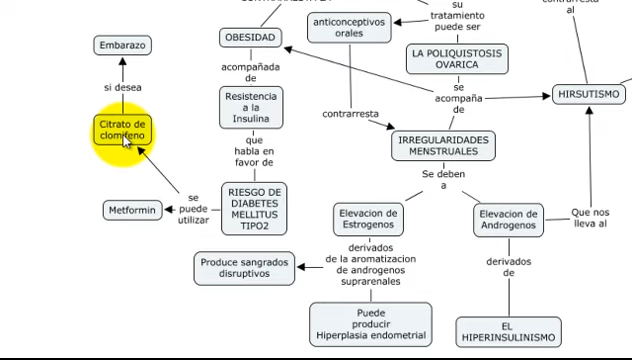 su
tratamiento
puede ser
contrarresta
al
anticonceptivos
orales
OBESIDAD
Embarazo
LA POLIQUISTOSIS
OVARICA
acompañada
de
si desea
se
acompaña
de
HIRSUTISMO
Resistencia
a la
Insulina
contrarresta
Citrato de
clomifeno
que
habla en
favor de
IRREGULARIDADES
MENSTRUALES
Se deben
a
RIESGO DE
DIABETES
MELLITUS
TIPO2
se
puede
utilizar
Metformin
Elevacion de
Estrogenos
Elevacion de
Androgenos
Que nos
lleva al
derivados
de la aromatizacion
de androgenos
suprarenales
Produce sangrados
disruptivos
derivados
de
Puede
producir
Hiperplasia endometrial
EL
HIPERINSULINISMO